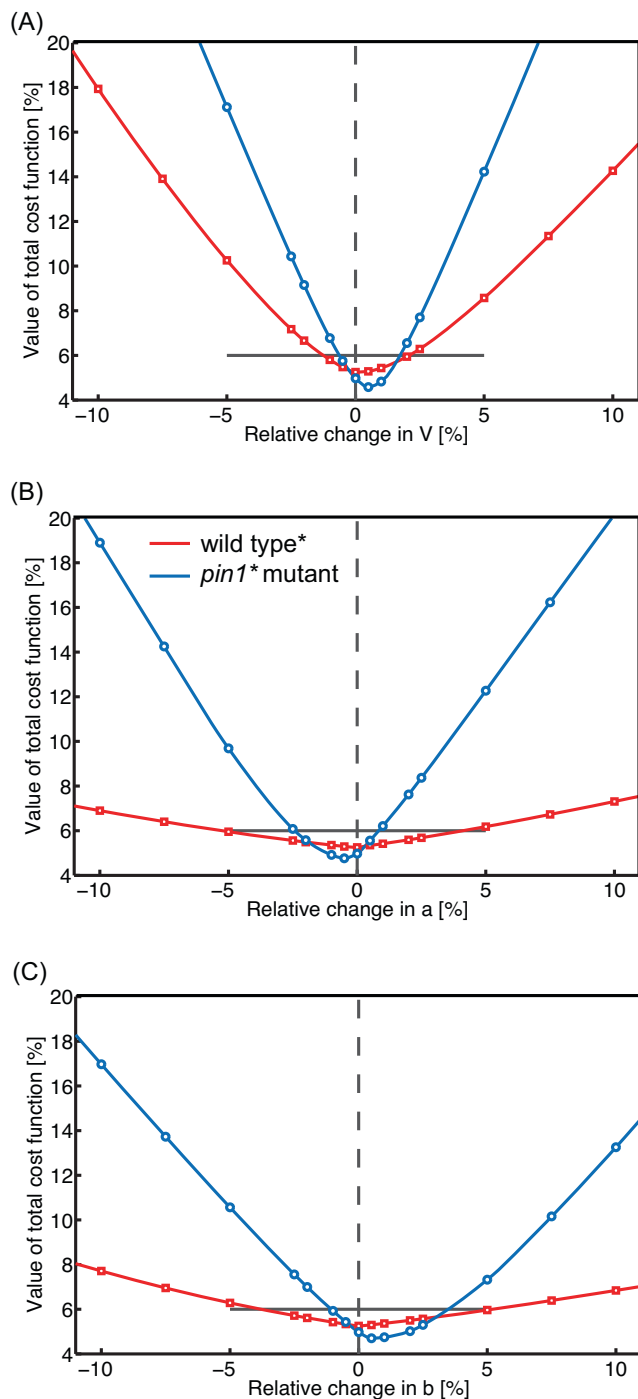 (A)
20
18
16
14
12
10
8
6
4
Value of total cost function [%]
−10 −5 0 5 10
Relative change in V [%]
(B)
20
18
16
14
12
10
8
6
4
Value of total cost function [%]
wild type*
pin1* mutant
−10 −5 0 5 10
Relative change in a [%]
(C)
20
18
16
14
12
10
8
6
4
Value of total cost function [%]
−10 −5 0 5 10
Relative change in b [%]